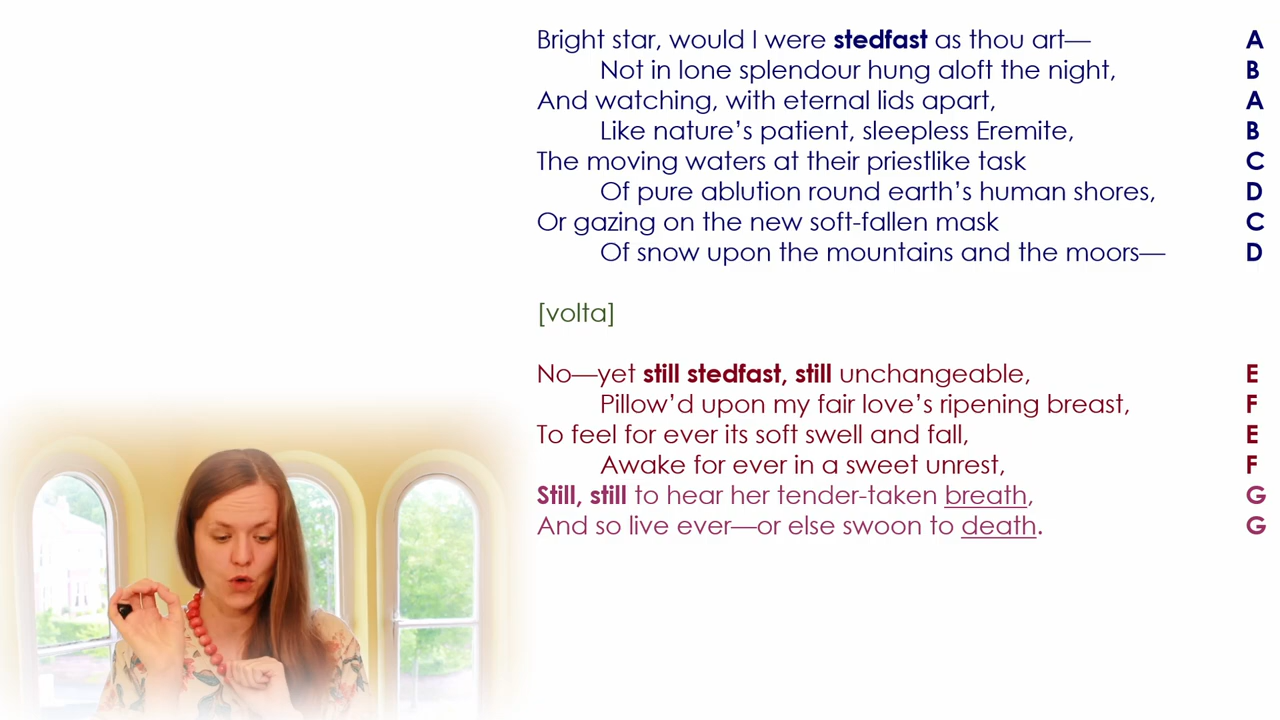 Bright star, would I were stedfast as thou art— A
Not in lone splendour hung aloft the night, B
And watching, with eternal lids apart, A
Like nature’s patient, sleepless Eremite, B
The moving waters at their priestlike task C
Of pure ablution round earth’s human shores, D
Or gazing on the new soft-fallen mask C
Of snow upon the mountains and the moors— D
[volta]
No—yet still stedfast, still unchangeable, E
Pillow’d upon my fair love’s ripening breast, F
To feel for ever its soft swell and fall, E
Awake for ever in a sweet unrest, F
Still, still to hear her tender-taken breath, G
And so live ever—or else swoon to death. G